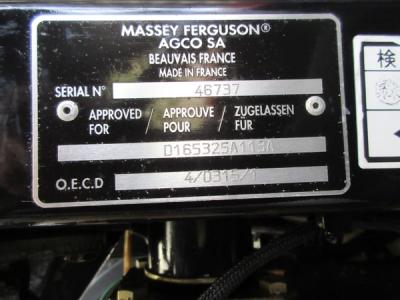 MASSEY FERGUSON®
AGCO SA
BEAUVAIS FRANCE
MADE IN FRANCE
SERIAL N° 46737
APPROVED FOR / APPROUVE POUR / ZUGELASSEN FUR
D165325A113A
O.E.C.D 4/0315/1
検